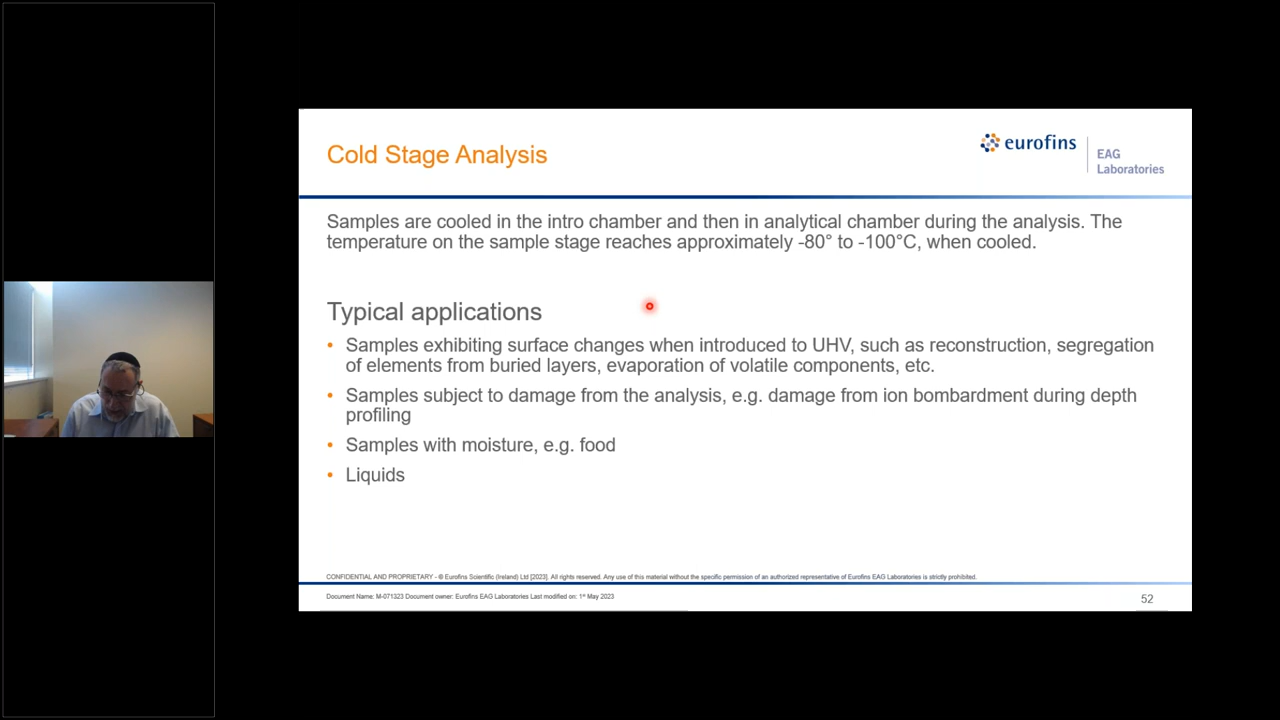 Cold Stage Analysis
eurofins
EAG
Laboratories
Samples are cooled in the intro chamber and then in analytical chamber during the analysis. The
temperature on the sample stage reaches approximately -80° to -100°C, when cooled.
Typical applications
• Samples exhibiting surface changes when introduced to UHV, such as reconstruction, segregation
of elements from buried layers, evaporation of volatile components, etc.
• Samples subject to damage from the analysis, e.g. damage from ion bombardment during depth
profiling
• Samples with moisture, e.g. food
• Liquids
CONFIDENTIAL AND PROPRIETARY - © Eurofins Scientific (Ireland) Ltd [2023]. All rights reserved. Any use of this material without the specific permission of an authorized representative of Eurofins EAG Laboratories is strictly prohibited.
Document Name: M-071323 Document owner: Eurofins EAG Laboratories Last modified on: 1st May 2023
52